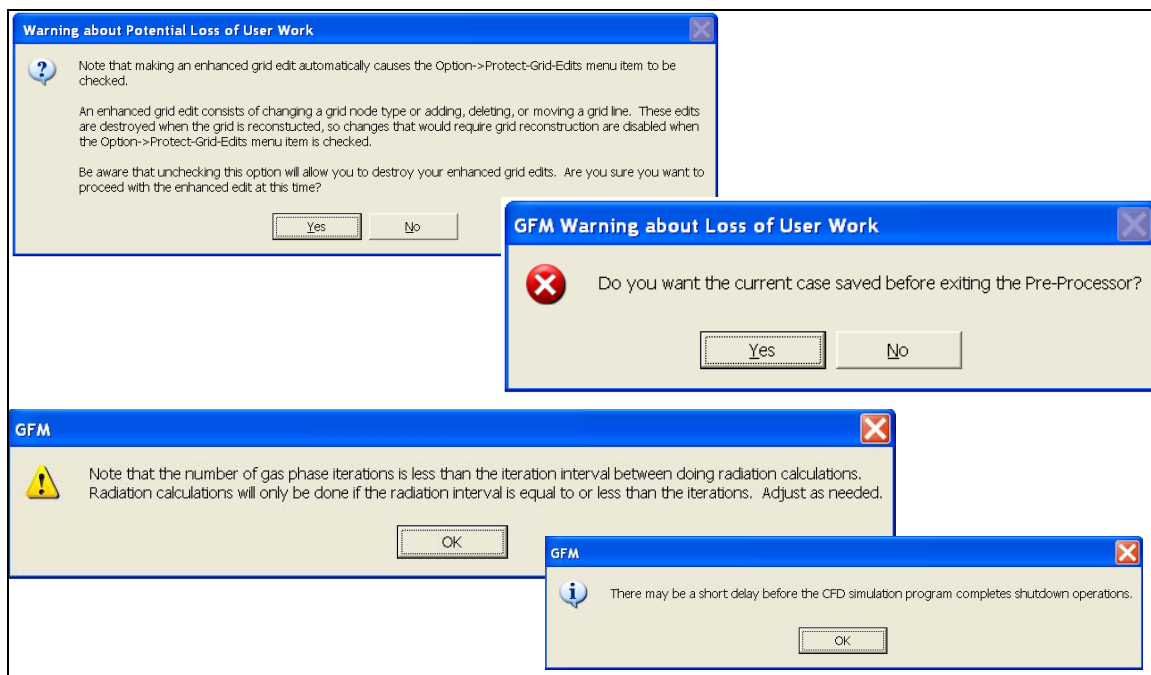 Warning about Potential Loss of User Work
Note that making an enhanced grid edit automatically causes the Option->Protect-Grid-Edits menu item to be
checked.
An enhanced grid edit consists of changing a grid node type or adding, deleting, or moving a grid line. These edits
are destroyed when the grid is reconstucted, so changes that would require grid reconstruction are disabled when
the Option->Protect-Grid-Edits menu item is checked.
Be aware that unchecking this option will allow you to destroy your enhanced grid edits. Are you sure you want to
proceed with the enhanced edit at this time?
Yes No
GFM Warning about Loss of User Work
Do you want the current case saved before exiting the Pre-Processor?
Yes No
GFM
Note that the number of gas phase iterations is less than the iteration interval between doing radiation calculations.
Radiation calculations will only be done if the radiation interval is equal to or less than the iterations. Adjust as needed.
OK
GFM
There may be a short delay before the CFD simulation program completes shutdown operations.
OK